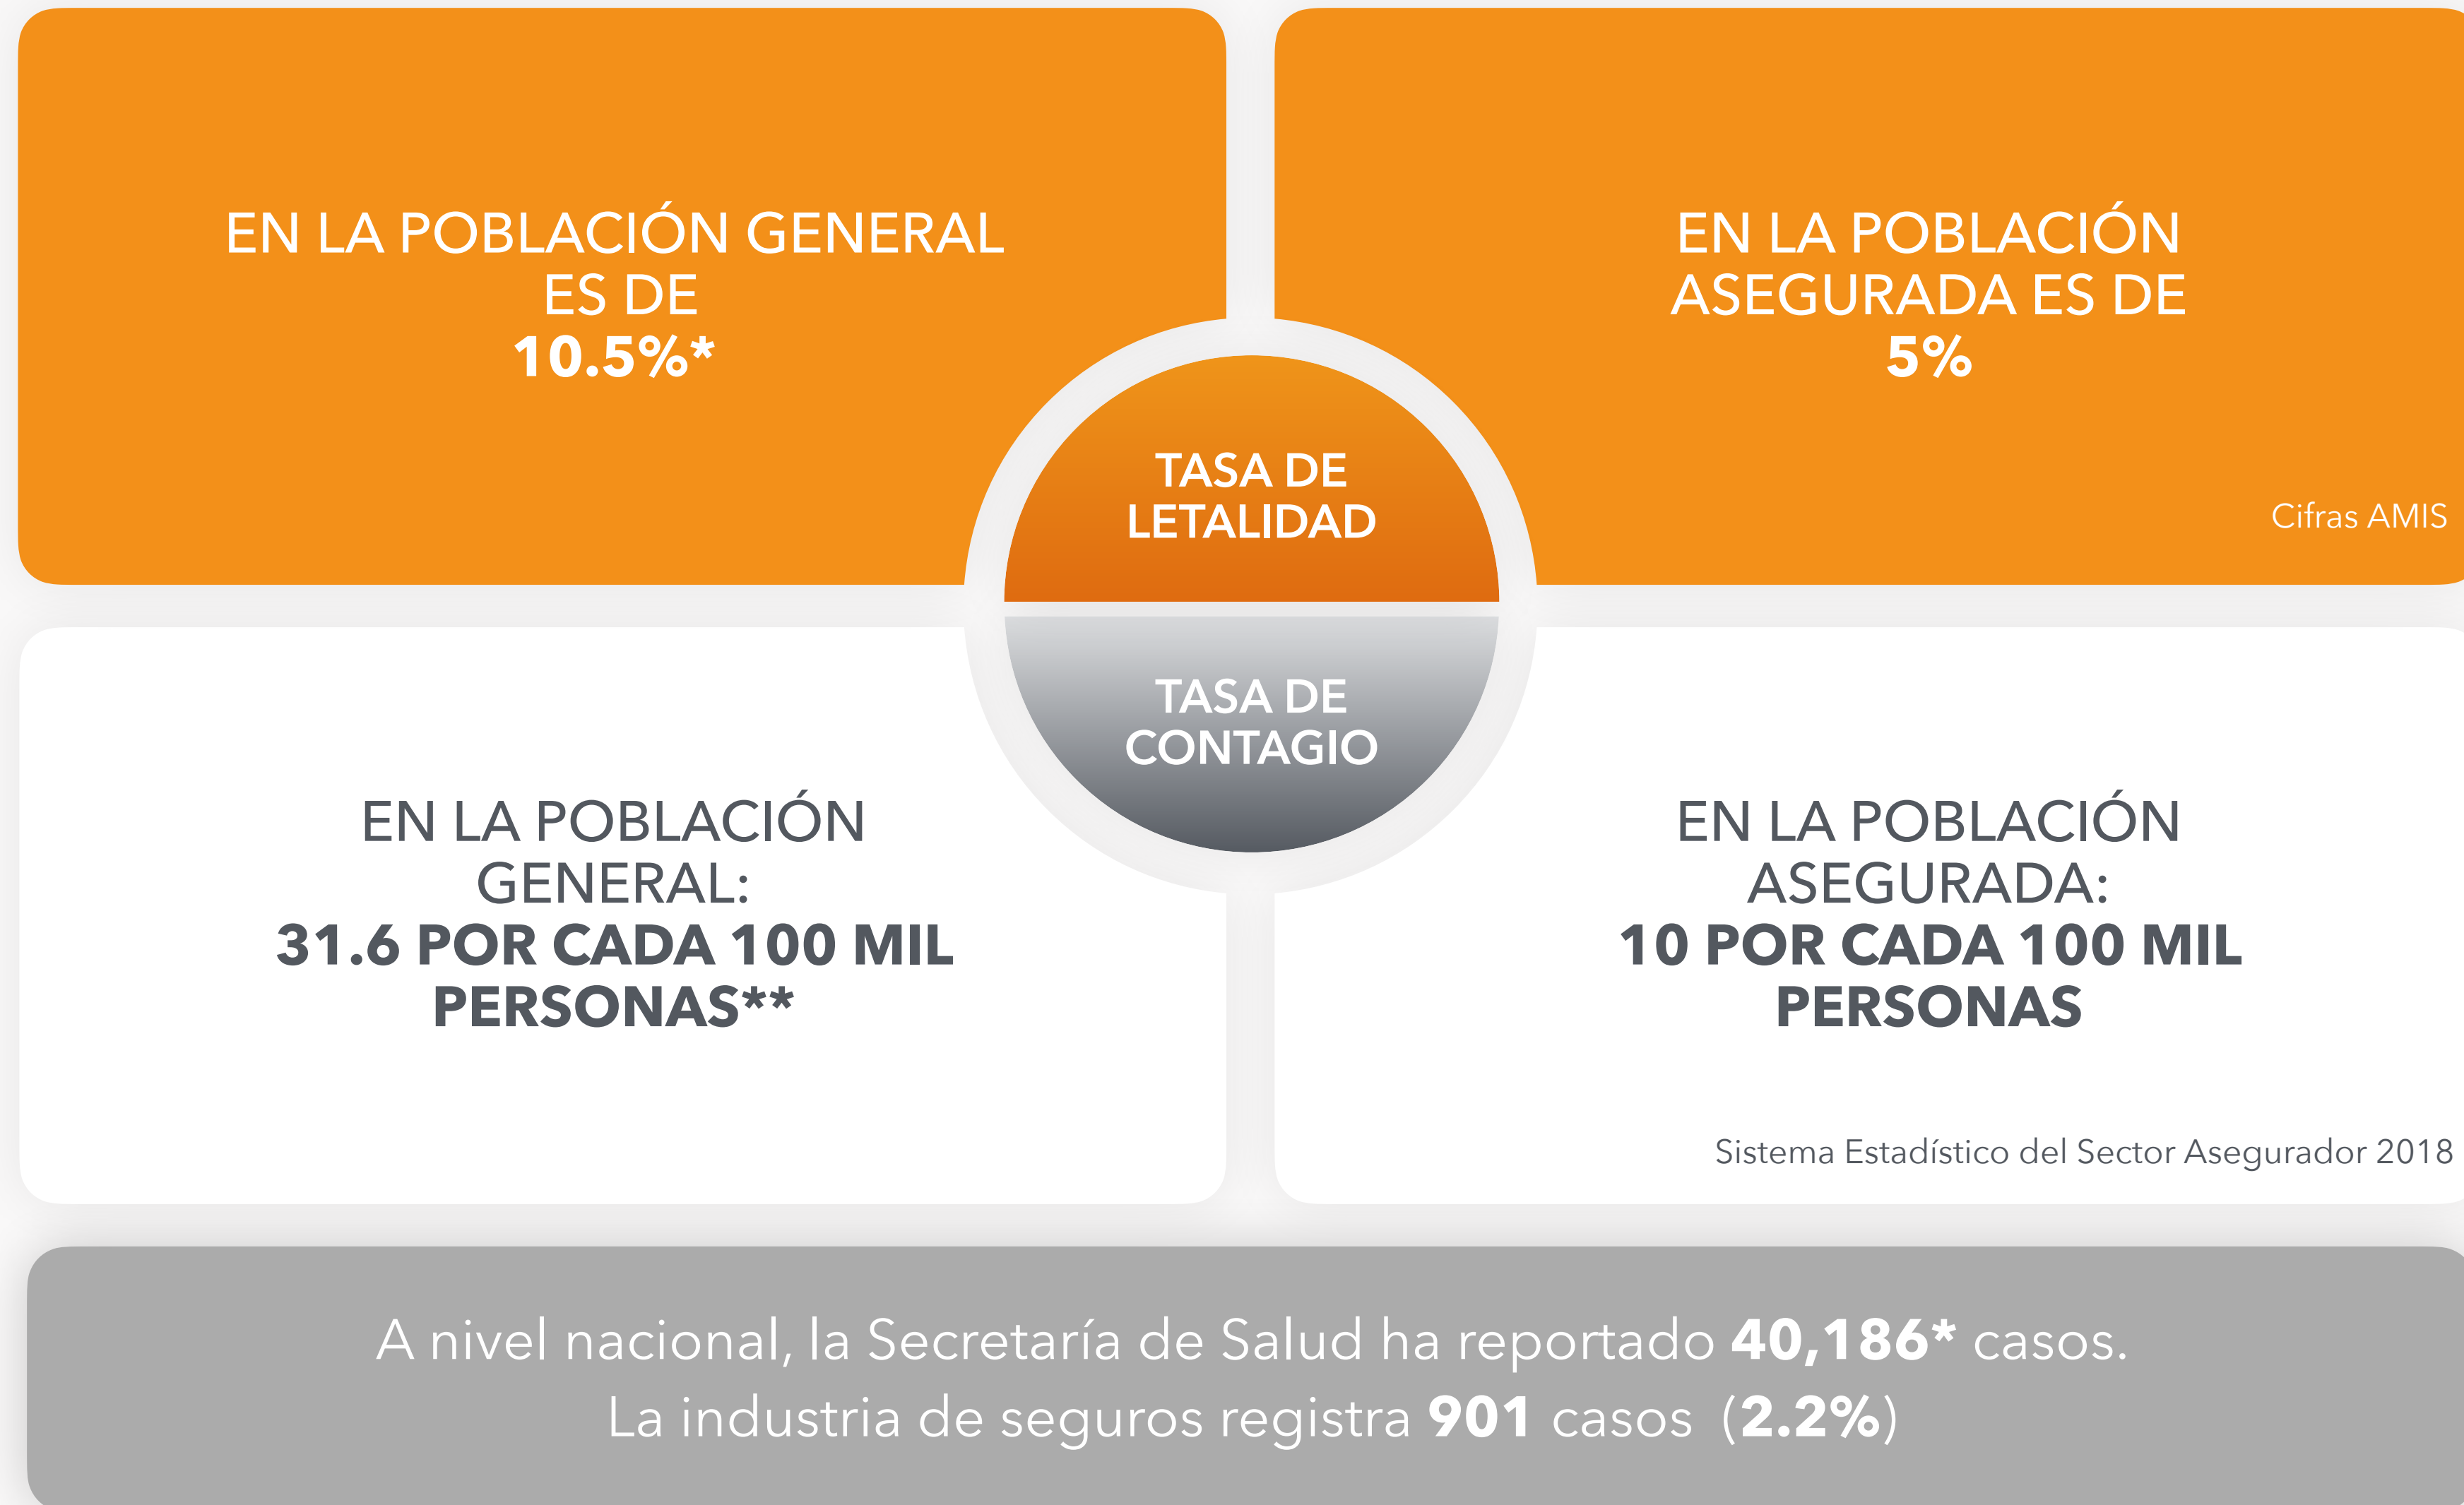 EN LA POBLACIÓN GENERAL
ES DE
10.5%*
EN LA POBLACIÓN
ASEGURADA ES DE
5%
Cifras AMIS
TASA DE
LETALIDAD
TASA DE
CONTAGIO
EN LA POBLACIÓN
GENERAL:
31.6 POR CADA 100 MIL
PERSONAS**
EN LA POBLACIÓN
ASEGURADA:
10 POR CADA 100 MIL
PERSONAS
Sistema Estadístico del Sector Asegurador 2018
A nivel nacional, la Secretaría de Salud ha reportado 40,186* casos.
La industria de seguros registra 901 casos (2.2%)